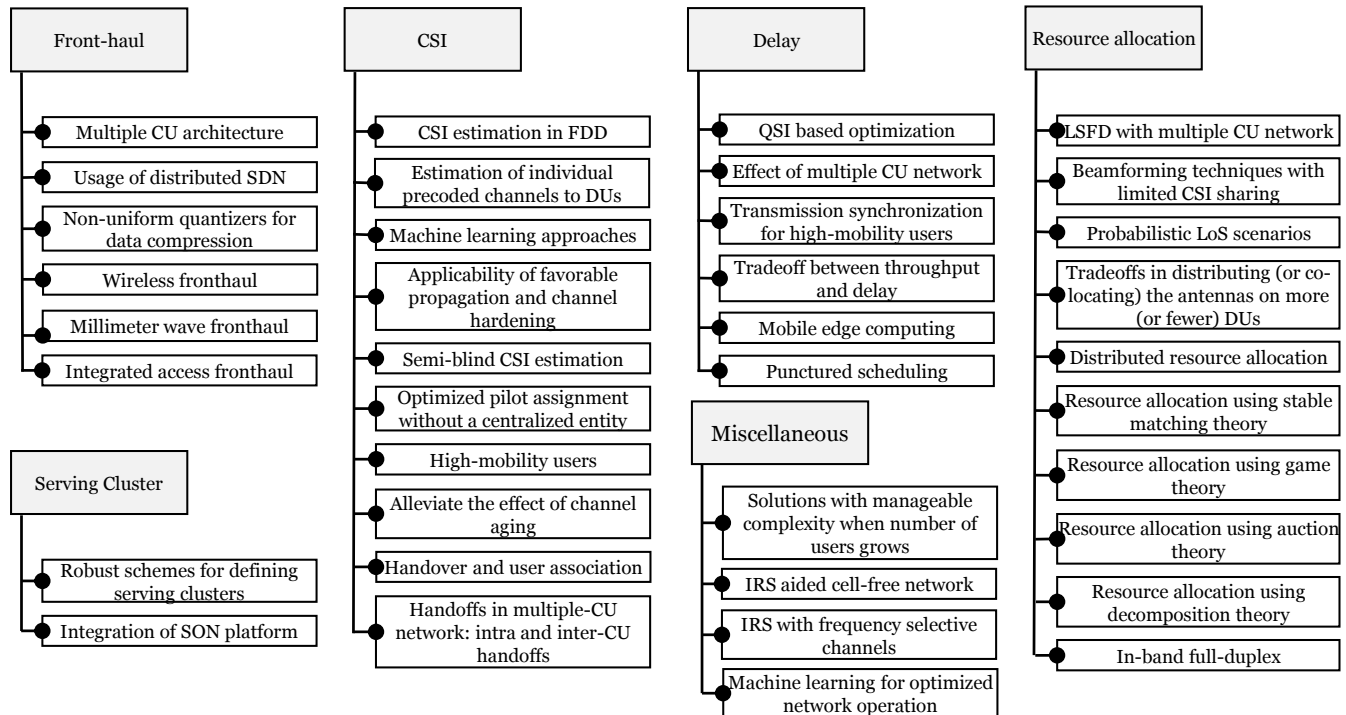 Front-haul
Multiple CU architecture
Usage of distributed SDN
Non-uniform quantizers for
data compression
Wireless fronthaul
Millimeter wave fronthaul
Integrated access fronthaul
Serving Cluster
Robust schemes for defining
serving clusters
Integration of SON platform
CSI
CSI estimation in FDD
Estimation of individual
precoded channels to DUs
Machine learning approaches
Applicability of favorable
propagation and channel
hardening
Semi-blind CSI estimation
Optimized pilot assignment
without a centralized entity
High-mobility users
Alleviate the effect of channel
aging
Handover and user association
Handoffs in multiple-CU
network: intra and inter-CU
handoffs
Delay
QSI based optimization
Effect of multiple CU network
Transmission synchronization
for high-mobility users
Tradeoff between throughput
and delay
Mobile edge computing
Punctured scheduling
Miscellaneous
Solutions with manageable
complexity when number of
users grows
IRS aided cell-free network
IRS with frequency selective
channels
Machine learning for optimized
network operation
Resource allocation
LSFD with multiple CU network
Beamforming techniques with
limited CSI sharing
Probabilistic LoS scenarios
Tradeoffs in distributing (or co-
locating) the antennas on more
(or fewer) DUs
Distributed resource allocation
Resource allocation using stable
matching theory
Resource allocation using game
theory
Resource allocation using auction
theory
Resource allocation using
decomposition theory
In-band full-duplex